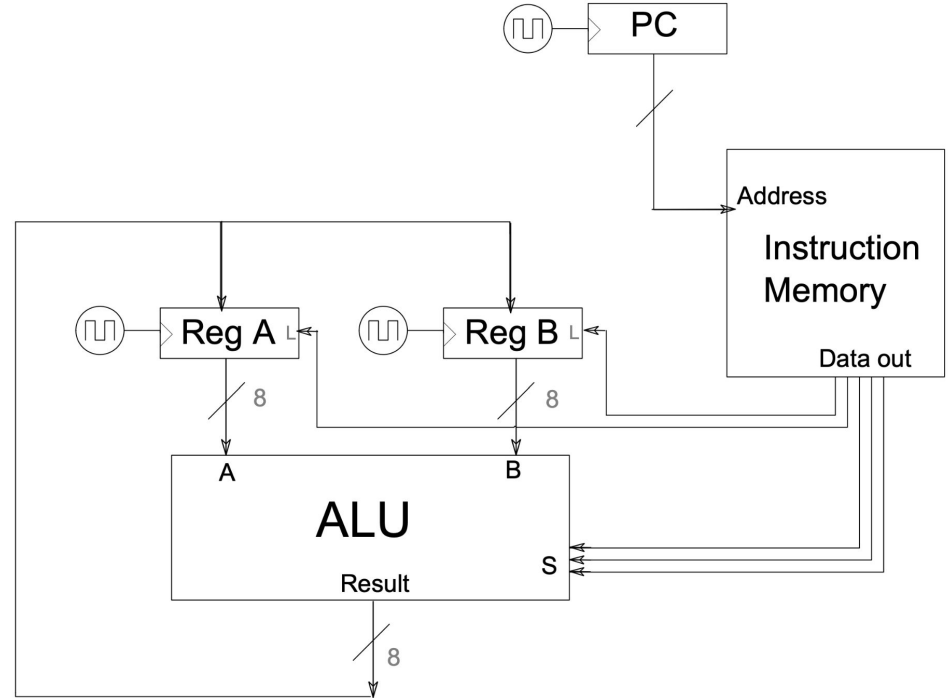 PC
Address
Instruction
Memory
Data out
Reg A L
Reg B L
8
8
A
B
ALU
S
Result
8